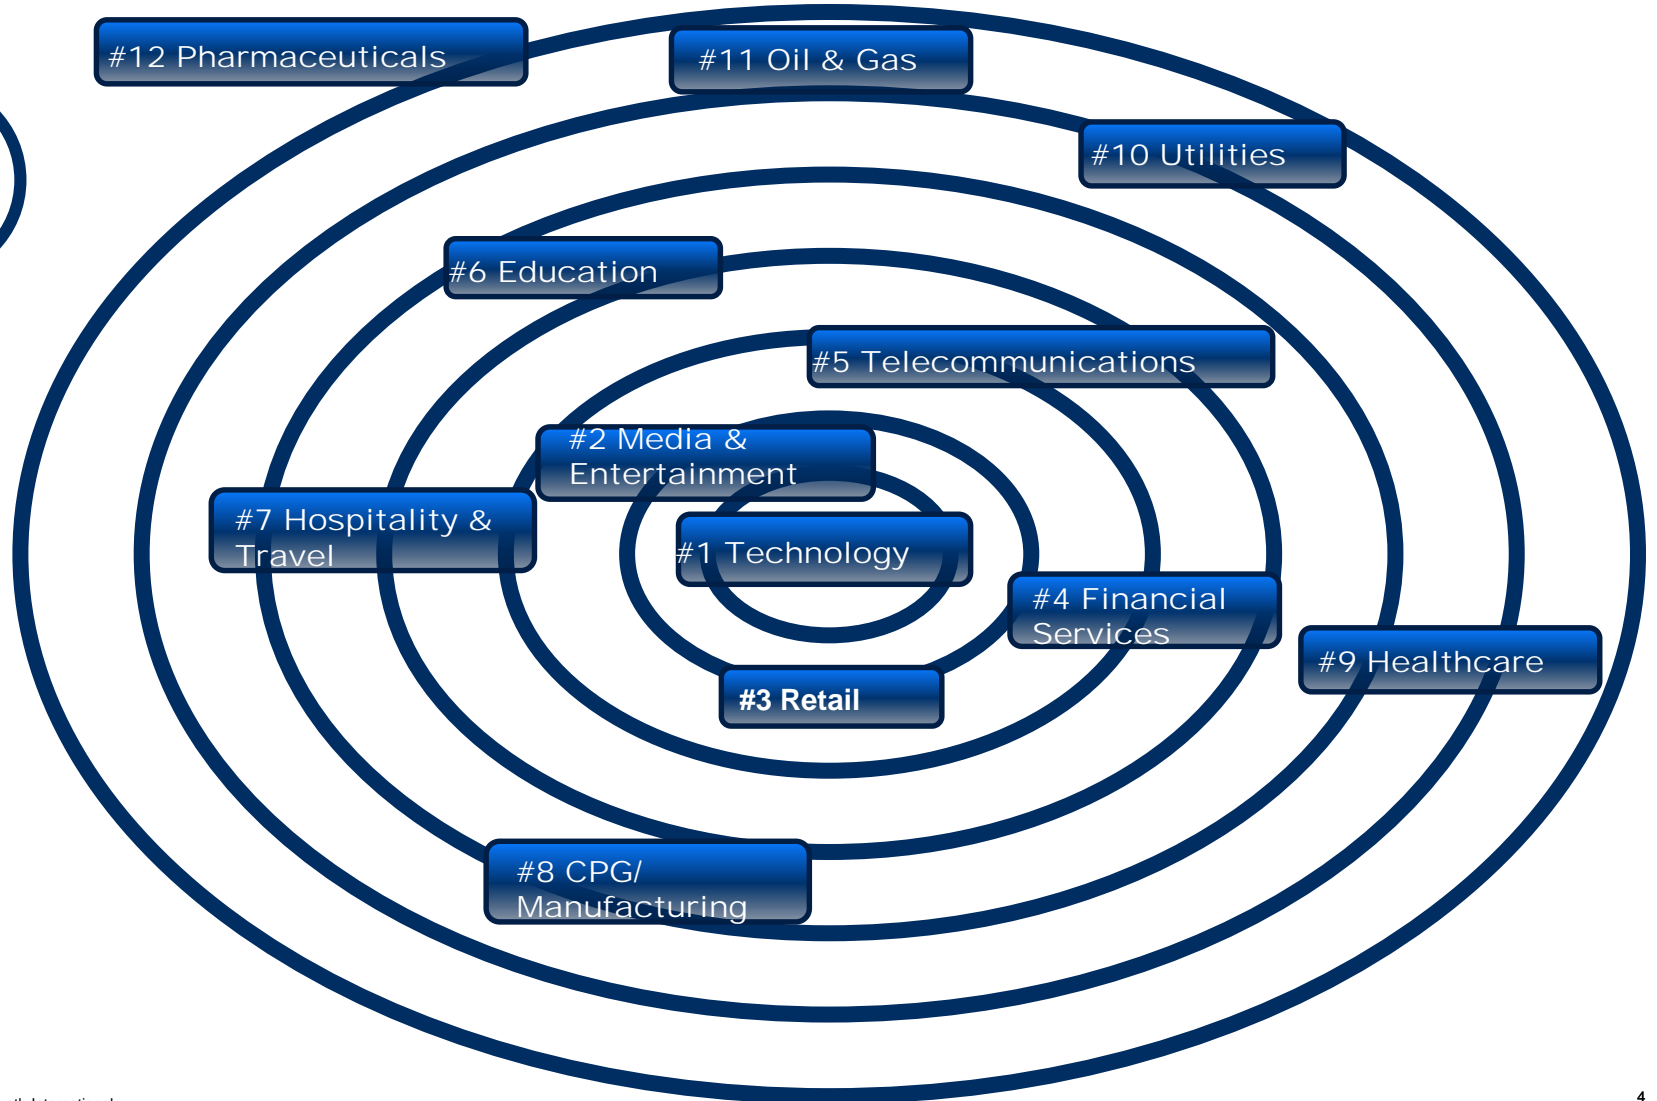 #12 Pharmaceuticals
#11 Oil & Gas
#10 Utilities
#6 Education
#5 Telecommunications
#2 Media &
Entertainment
#7 Hospitality &
Travel
#1 Technology
#4 Financial
Services
#9 Healthcare
#3 Retail
#8 CPG/
Manufacturing
4